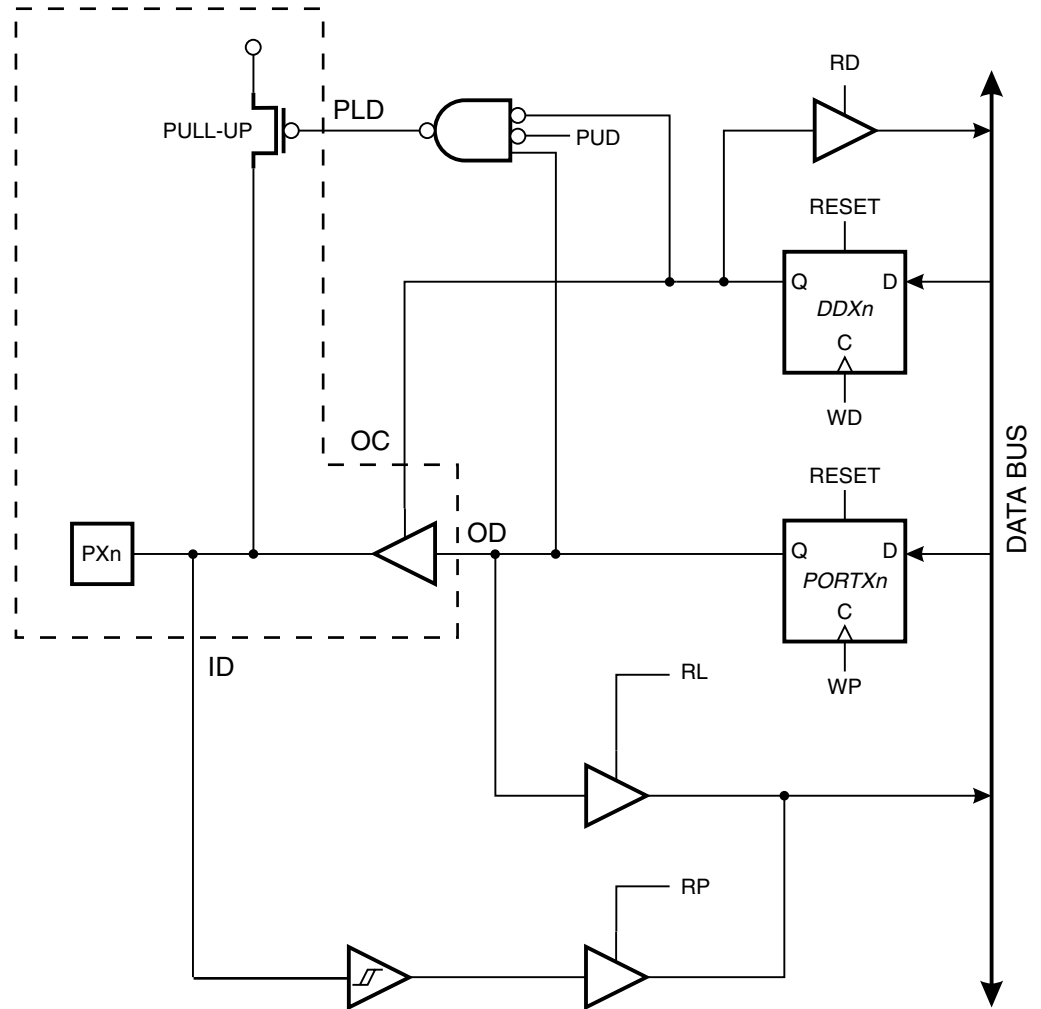 RD
PLD
PULL-UP
PUD
RESET
Q
D
DDXn
C
WD
OC
RESET
DATA BUS
OD
PXn
Q
D
PORTXn
C
ID
RL
WP
RP